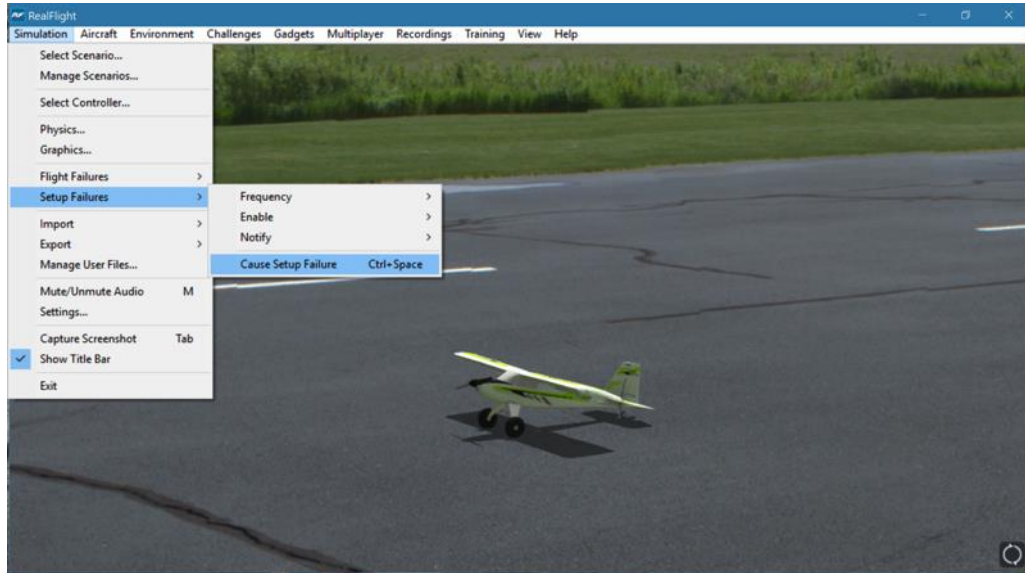 RealFlight
Simulation Aircraft Environment Challenges Gadgets Multiplayer Recordings Training View Help
Select Scenario...
Manage Scenarios...
Select Controller...
Physics...
Graphics...
Flight Failures >
Setup Failures >
Frequency >
Enable >
Notify >
Cause Setup Failure Ctrl+Space
Import >
Export >
Manage User Files...
Mute/Unmute Audio M
Settings...
Capture Screenshot Tab
Show Title Bar
Exit